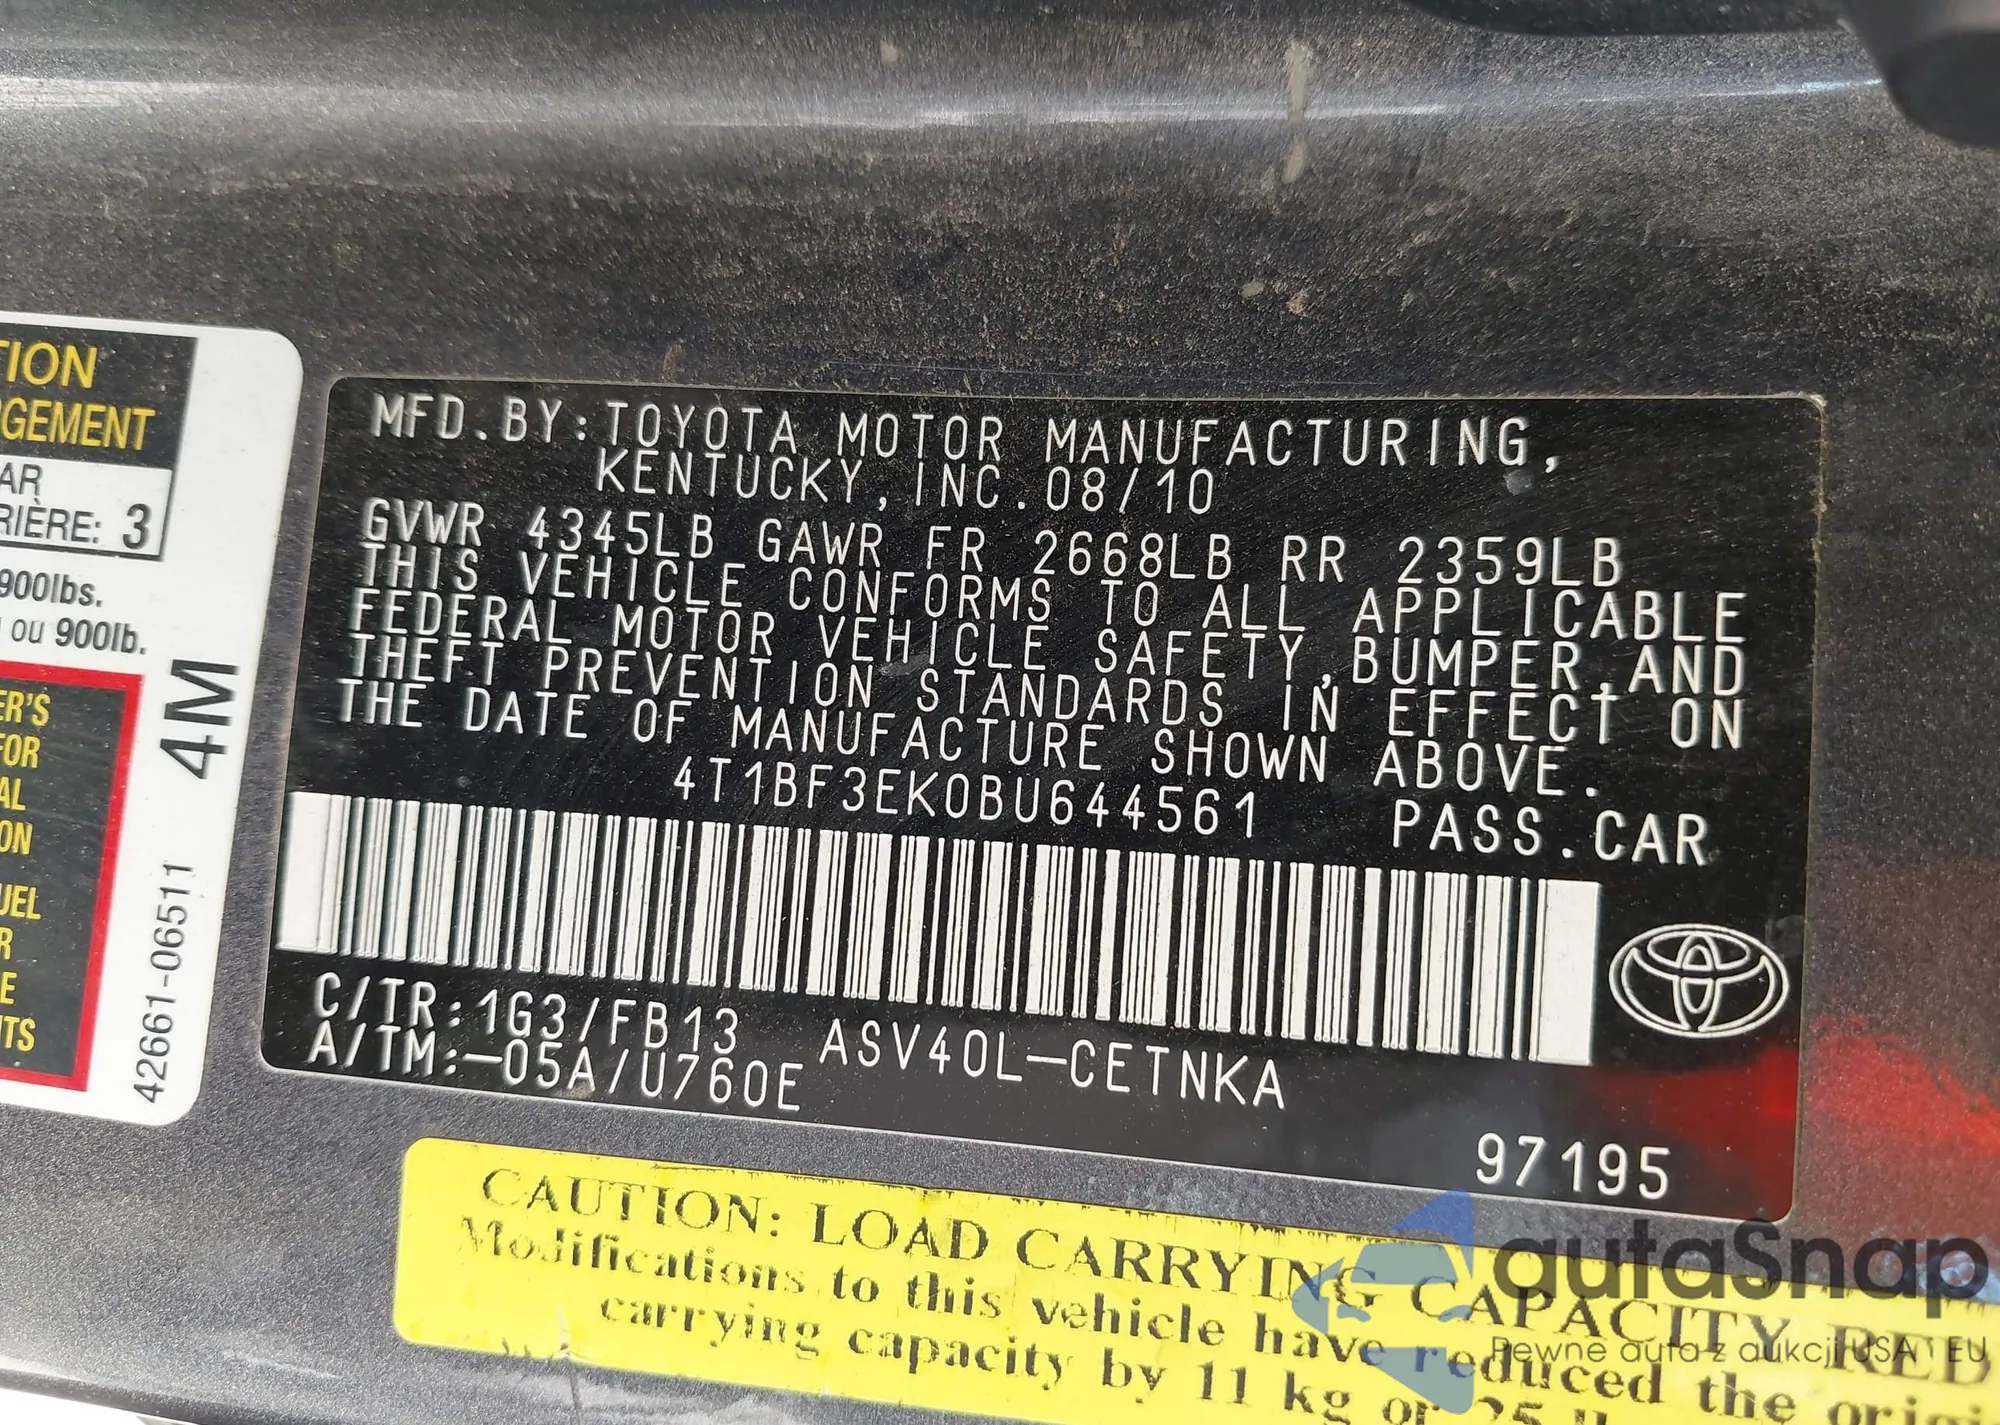 TION
RGEMENT
AR
RIÈRE: 3
900lbs.
ou 900lb.
ER'S
FOR
AL
ON
UEL
R
E
NTS
4M
42661-06511
MFD.BY:TOYOTA MOTOR MANUFACTURING,
KENTUCKY,INC.08/10
GVWR 4345LB GAWR FR 2668LB RR 2359LB
THIS VEHICLE CONFORMS TO ALL APPLICABLE
FEDERAL MOTOR VEHICLE SAFETY,BUMPER,AND
THEFT PREVENTION STANDARDS IN EFFECT ON
THE DATE OF MANUFACTURE SHOWN ABOVE.
4T1BF3EK0BU644561 PASS.CAR
C/TR:1G3/FB13 ASV40L-CETNKA
A/TM:-05A/U760E
97195
CAUTION: LOAD CARRYING CAPACITY RED
Modifications to this vehicle have reduced the origi
carrying capacity by 11 kg or 25 l
autaSnap
Pewne auta z aukcji USA i EU